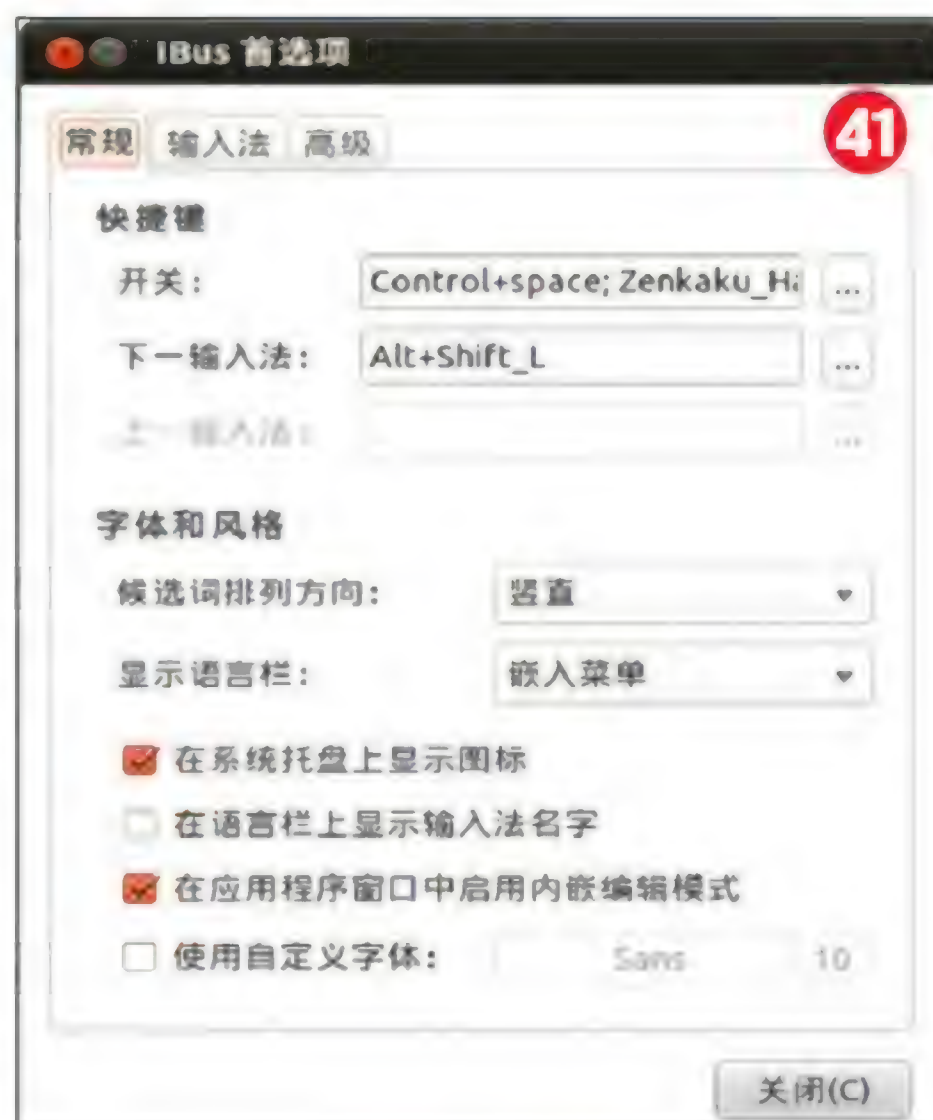 IBus 首选项
41
常规 输入法 高级
快捷键
开关: Control+space; Zenkaku_Ha ...
下一输入法: Alt+Shift_L ...
上一输入法: ...
字体和风格
候选词排列方向: 竖直
显示语言栏: 嵌入菜单
在系统托盘上显示图标
在语言栏上显示输入法名字
在应用程序窗口中启用内嵌编辑模式
使用自定义字体: Sans 10
关闭(C)